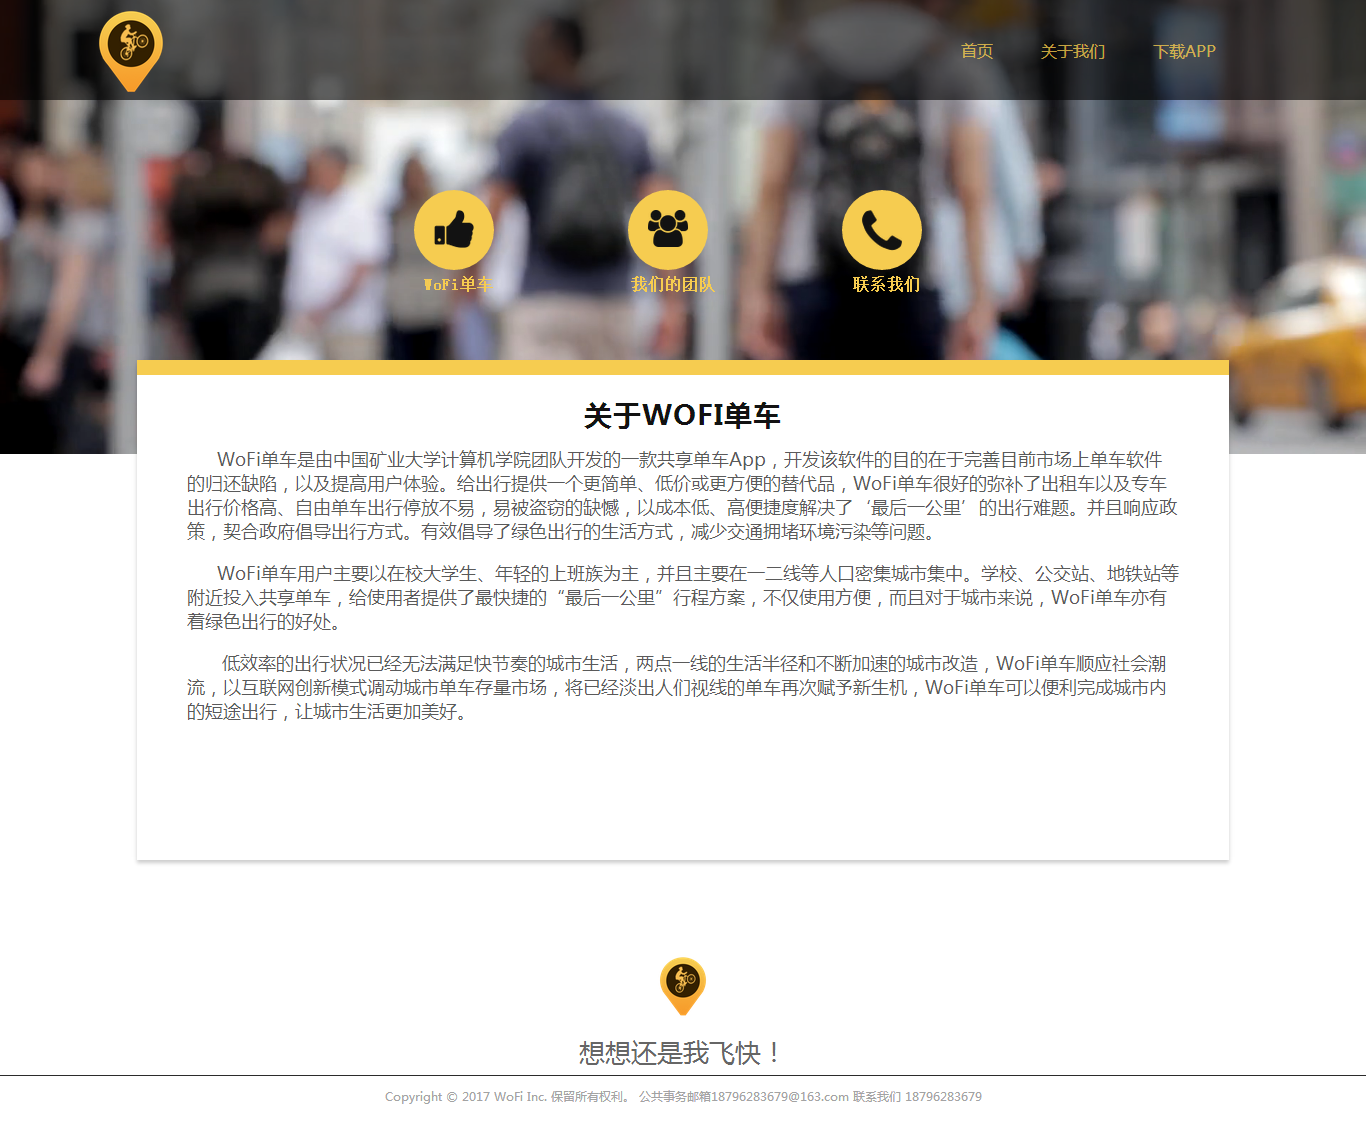 首页 关于我们 下载APP
WoFi单车 我们的团队 联系我们
关于WOFI单车
WoFi单车是由中国矿业大学计算机学院团队开发的一款共享单车App，开发该软件的目的在于完善目前市场上单车软件
的归还缺陷，以及提高用户体验。给出行提供一个更简单、低价或更方便的替代品，WoFi单车很好的弥补了出租车以及专车
出行价格高、自由单车出行停放不易，易被盗窃的缺憾，以成本低、高便捷度解决了‘最后一公里’的出行难题。并且响应政
策，契合政府倡导出行方式。有效倡导了绿色出行的生活方式，减少交通拥堵环境污染等问题。
WoFi单车用户主要以在校大学生、年轻的上班族为主，并且主要在一二线等人口密集城市集中。学校、公交站、地铁站等
附近投入共享单车，给使用者提供了最快捷的“最后一公里”行程方案，不仅使用方便，而且对于城市来说，WoFi单车亦有
着绿色出行的好处。
低效率的出行状况已经无法满足快节奏的城市生活，两点一线的生活半径和不断加速的城市改造，WoFi单车顺应社会潮
流，以互联网创新模式调动城市单车存量市场，将已经淡出人们视线的单车再次赋予新生机，WoFi单车可以便利完成城市内
的短途出行，让城市生活更加美好。
想想还是我飞快！
Copyright © 2017 WoFi Inc. 保留所有权利。 公共事务邮箱18796283679@163.com 联系我们 18796283679